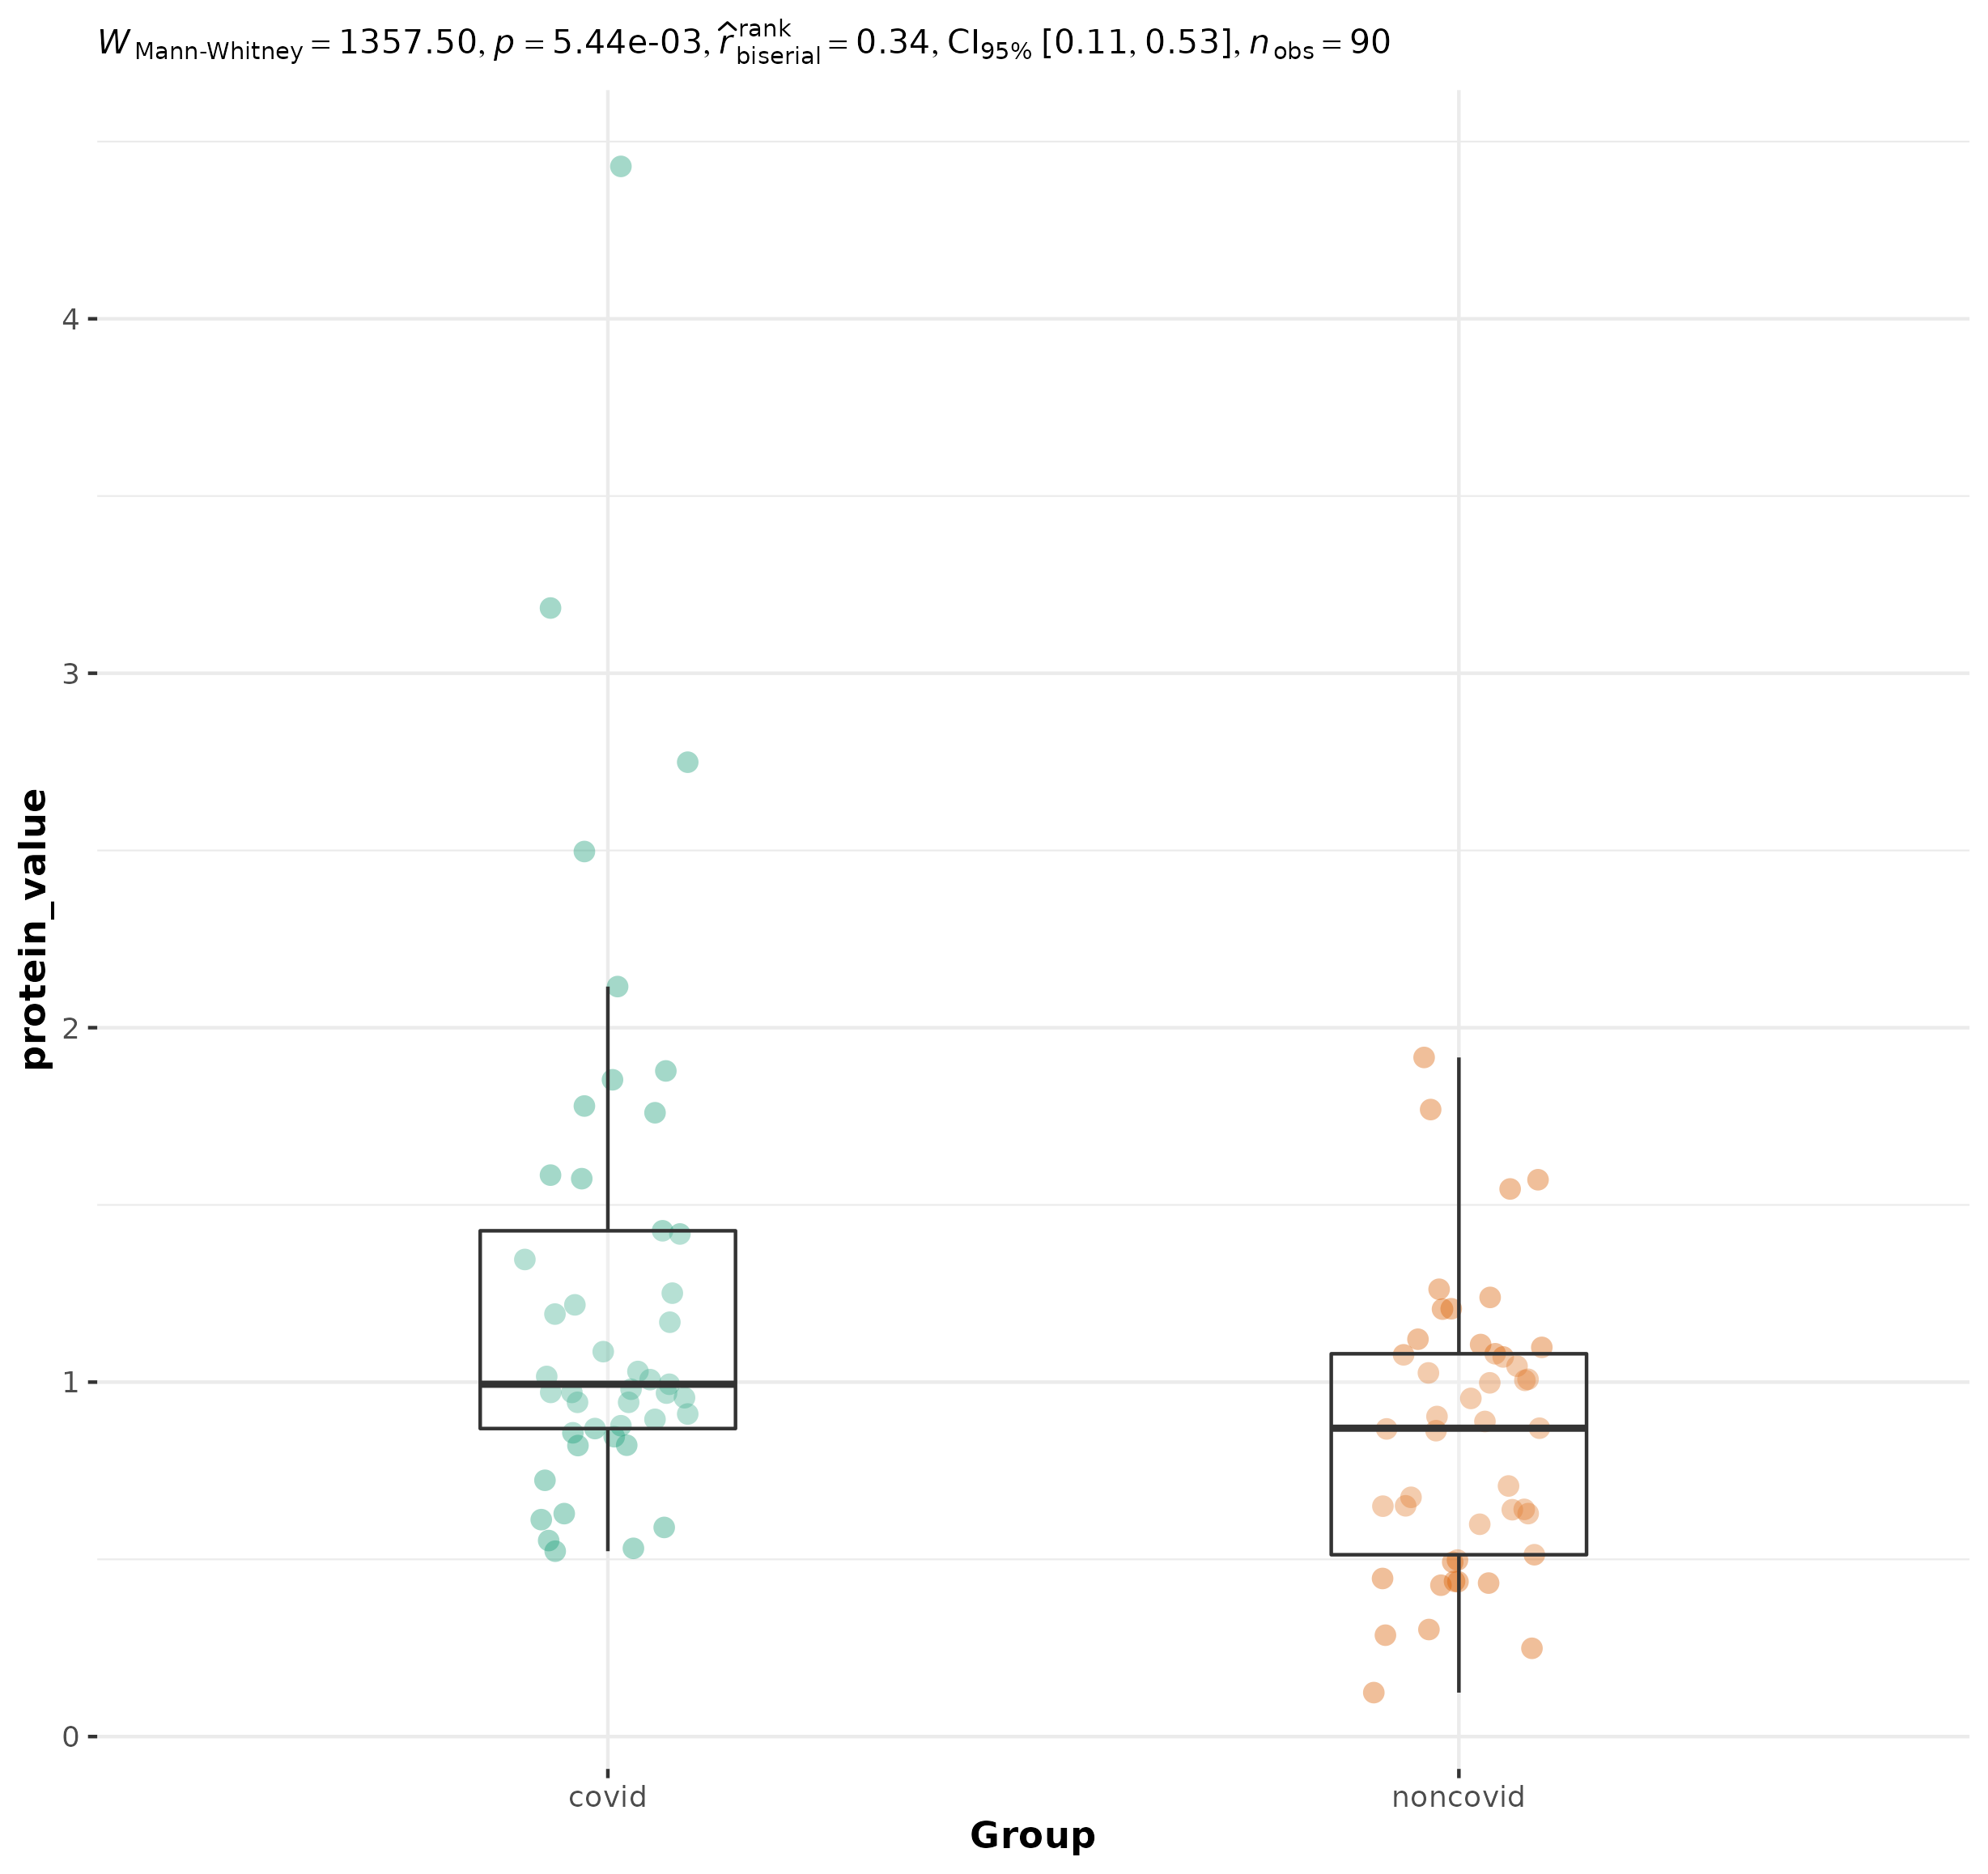 W Mann-Whitney = 1357.50, p = 5.44e-03, r̂ rank biserial = 0.34, CI95% [0.11, 0.53], n obs = 90
4
3
2
1
0
protein_value
covid noncovid
Group